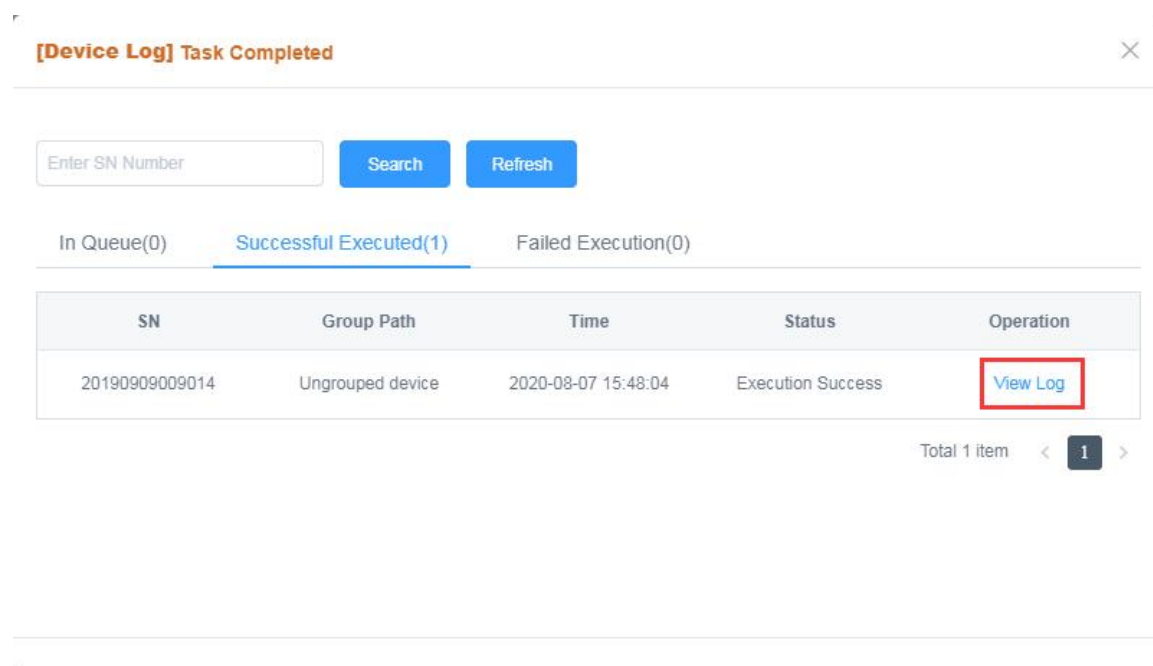 [Device Log] Task Completed
Enter SN Number Search Refresh
In Queue(0) Successful Executed(1) Failed Execution(0)
SN Group Path Time Status Operation
20190909009014 Ungrouped device 2020-08-07 15:48:04 Execution Success View Log
Total 1 item < 1 >